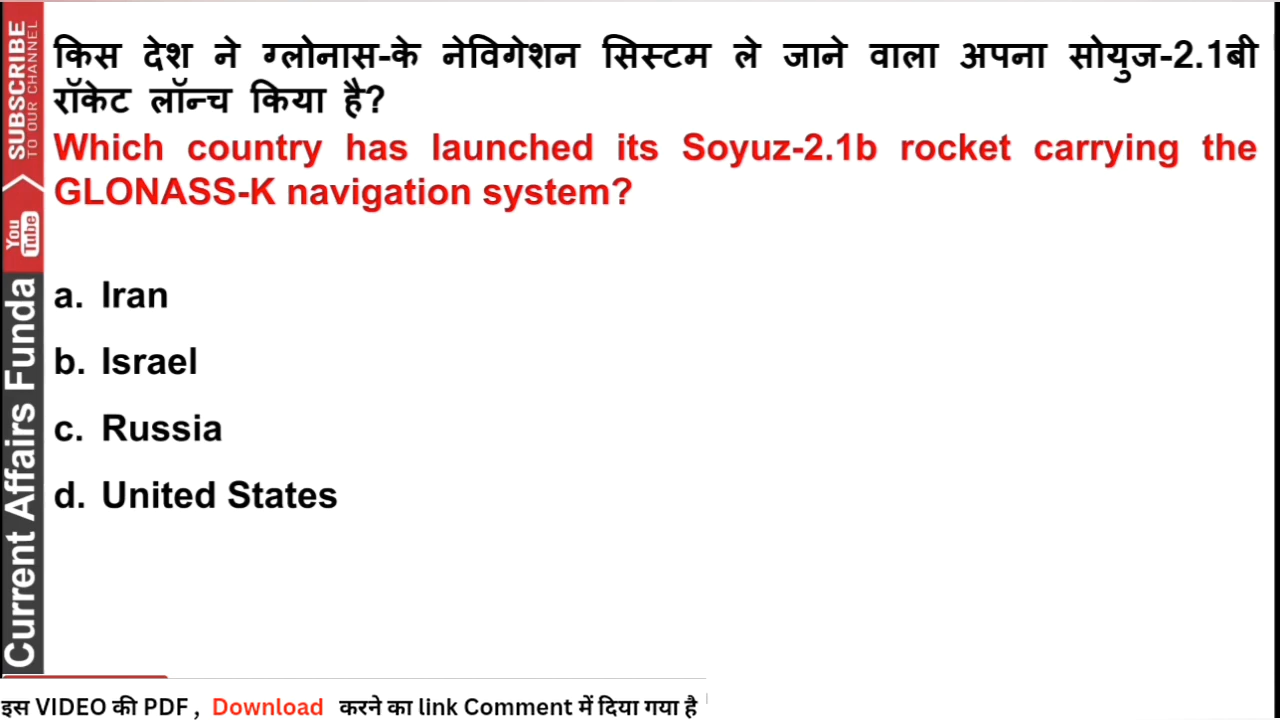 किस देश ने ग्लोनास-के नेविगेशन सिस्टम ले जाने वाला अपना सोयुज-2.1बी
रॉकेट लॉन्च किया है?
Which country has launched its Soyuz-2.1b rocket carrying the
GLONASS-K navigation system?
a. Iran
b. Israel
c. Russia
d. United States
SUBSCRIBE
TO OUR CHANNEL
You
Tube
Current Affairs Funda
इस VIDEO की PDF , Download करने का link Comment में दिया गया है